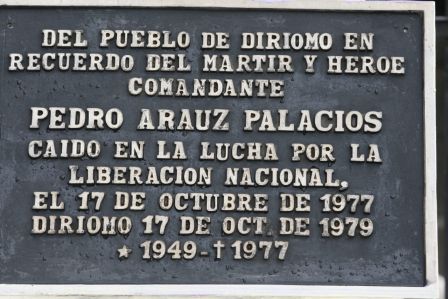 DEL PUEBLO DE DIRIOMO EN
RECUERDO DEL MARTIR Y HEROE
COMANDANTE
PEDRO ARAUZ PALACIOS
CAIDO EN LA LUCHA POR LA
LIBERACION NACIONAL,
EL 17 DE OCTUBRE DE 1977
DIRIOMO 17 DE OCT. DE 1979
★ 1949-✝1977